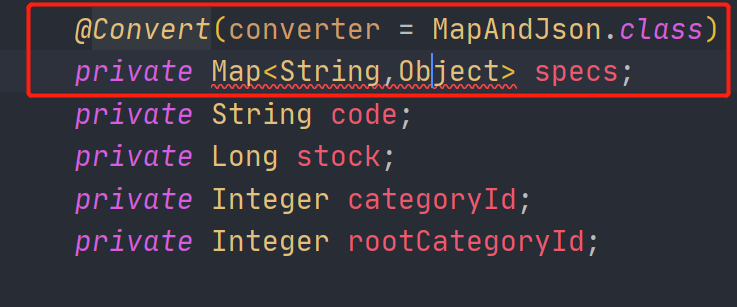 @Convert(converter = MapAndJson.class)
private Map<String,Object> specs;
private String code;
private Long stock;
private Integer categoryId;
private Integer rootCategoryId;